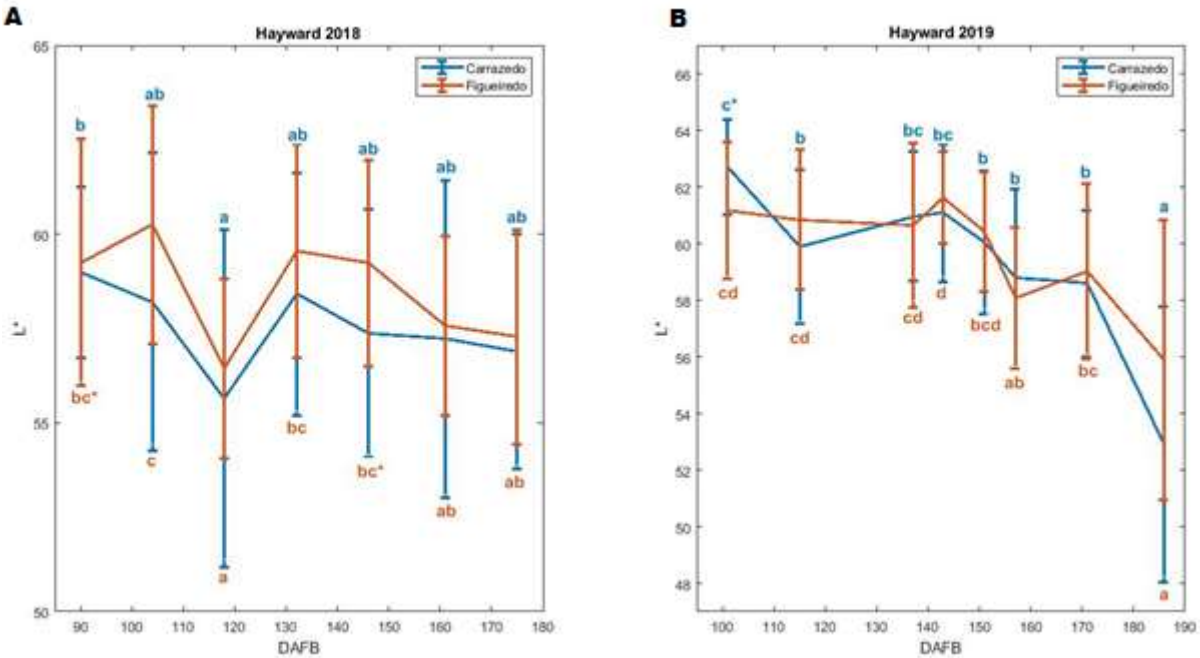 A
Hayward 2018
65
60
55
50
L*
Carrazedo
Figueiredo
b
ab
a
ab
ab
ab
ab
bc*
c
a
bc
bc*
ab
ab
90 100 110 120 130 140 150 160 170 180
DAFB
B
Hayward 2019
66
64
62
60
58
56
54
52
50
48
L*
Carrazedo
Figueiredo
c*
b
bc
bc
b
b
b
a
cd
cd
cd
d
bcd
ab
bc
a
100 110 120 130 140 150 160 170 180 190
DAFB